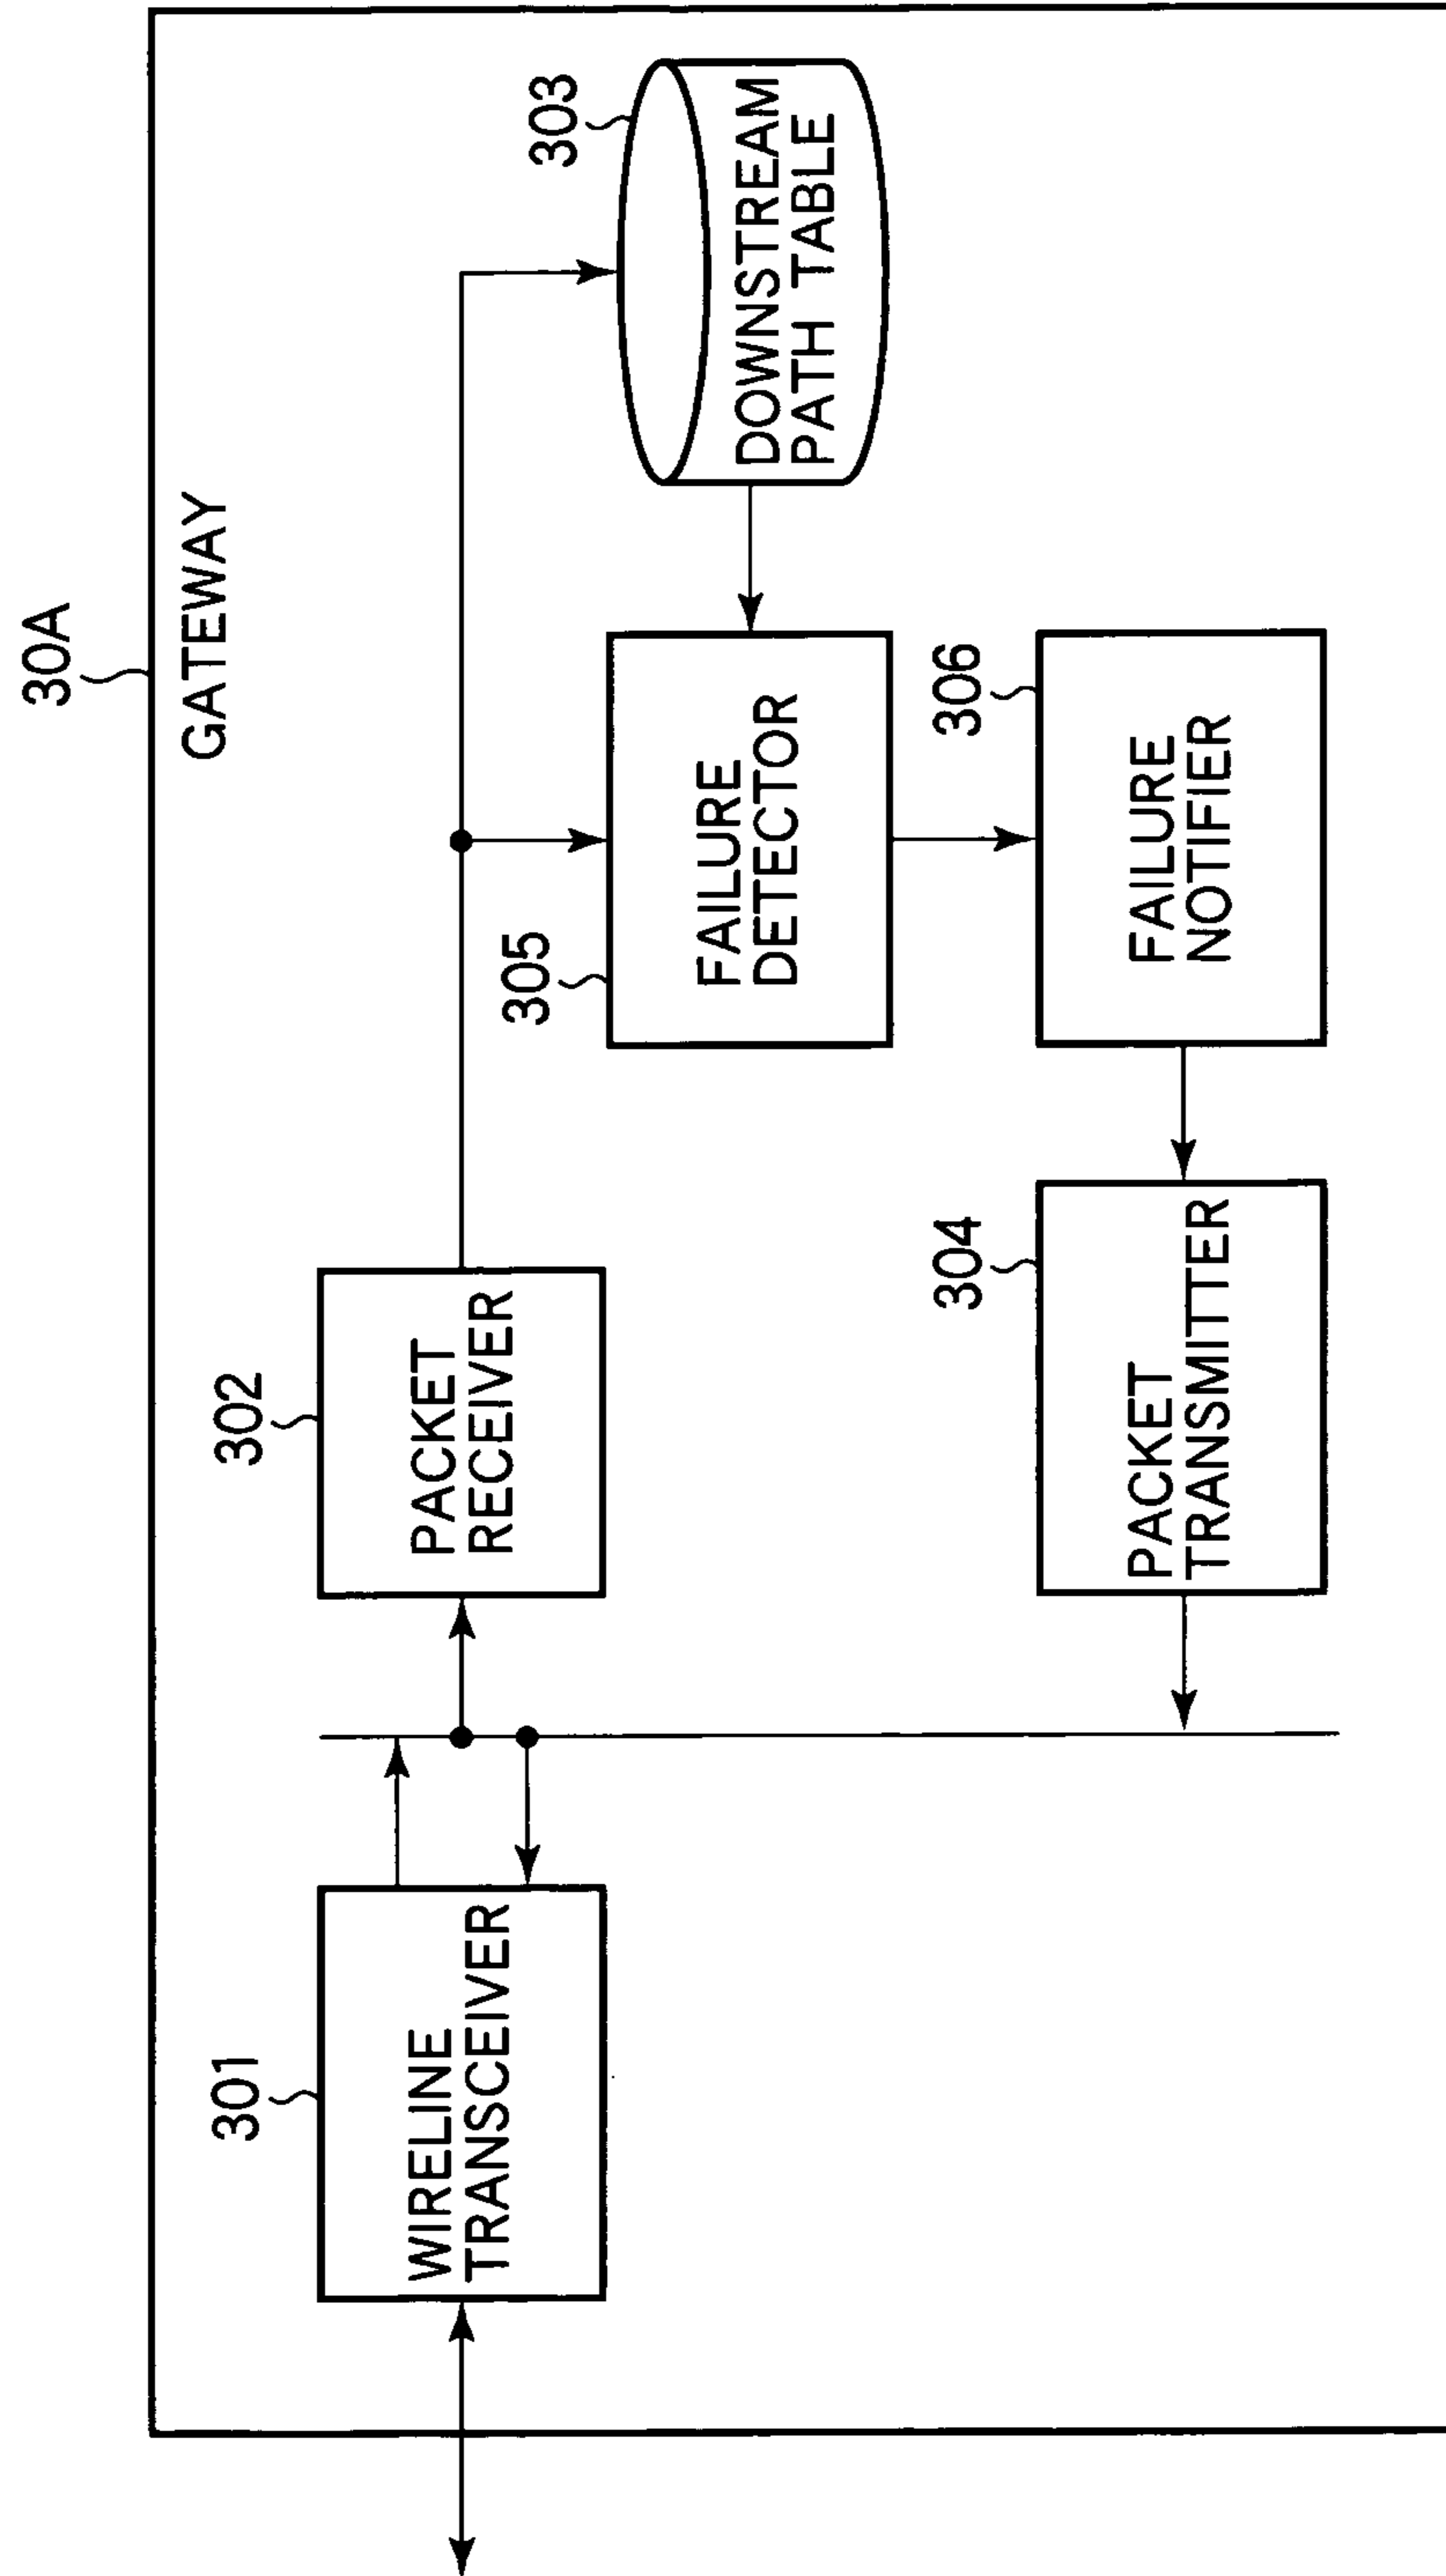 30A
GATEWAY
301
WIRELINE
TRANSCEIVER
302
PACKET
RECEIVER
303
DOWNSTREAM
PATH TABLE
305
FAILURE
DETECTOR
304
PACKET
TRANSMITTER
306
FAILURE
NOTIFIER